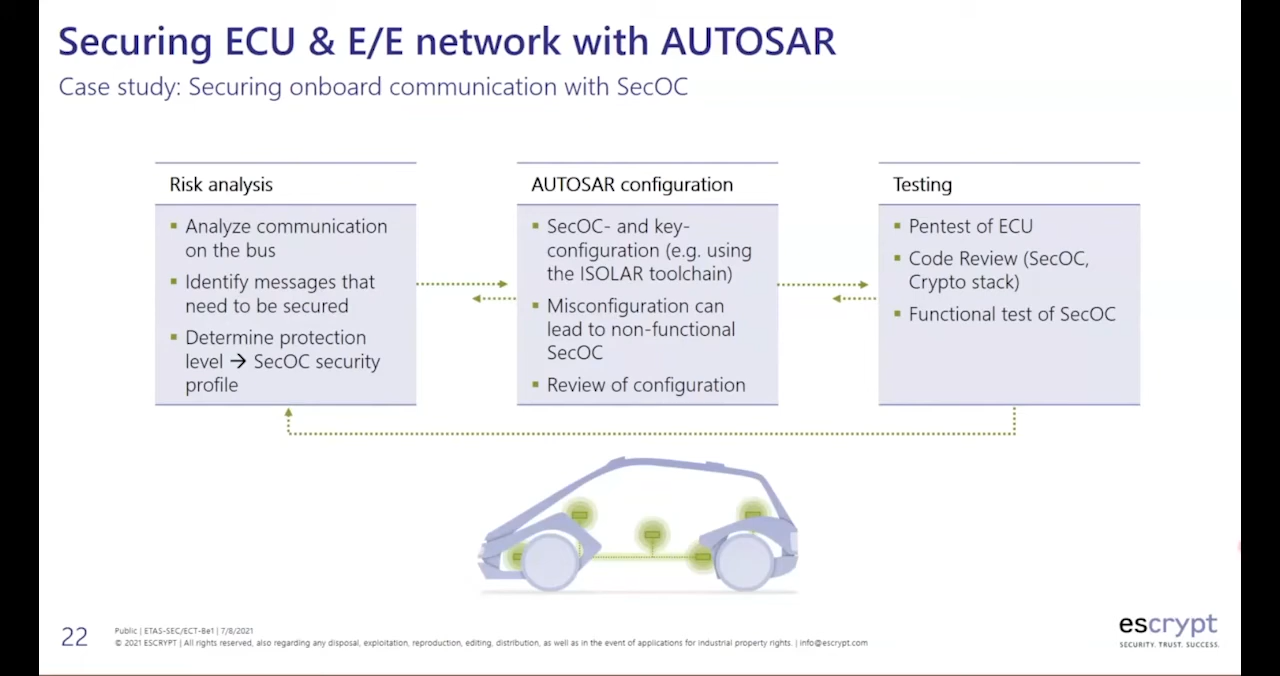 Securing ECU & E/E network with AUTOSAR
Case study: Securing onboard communication with SecOC
Risk analysis
▪ Analyze communication
on the bus
▪ Identify messages that
need to be secured
▪ Determine protection
level → SecOC security
profile
AUTOSAR configuration
▪ SecOC- and key-
configuration (e.g. using
the ISOLAR toolchain)
▪ Misconfiguration can
lead to non-functional
SecOC
▪ Review of configuration
Testing
▪ Pentest of ECU
▪ Code Review (SecOC,
Crypto stack)
▪ Functional test of SecOC
22
Public | ETAS-SEC/ECT-Be1 | 7/8/2021
© 2021 ESCRYPT | All rights reserved, also regarding any disposal, exploitation, reproduction, editing, distribution, as well as in the event of applications for industrial property rights. | info@escrypt.com
escrypt
SECURITY. TRUST. SUCCESS.